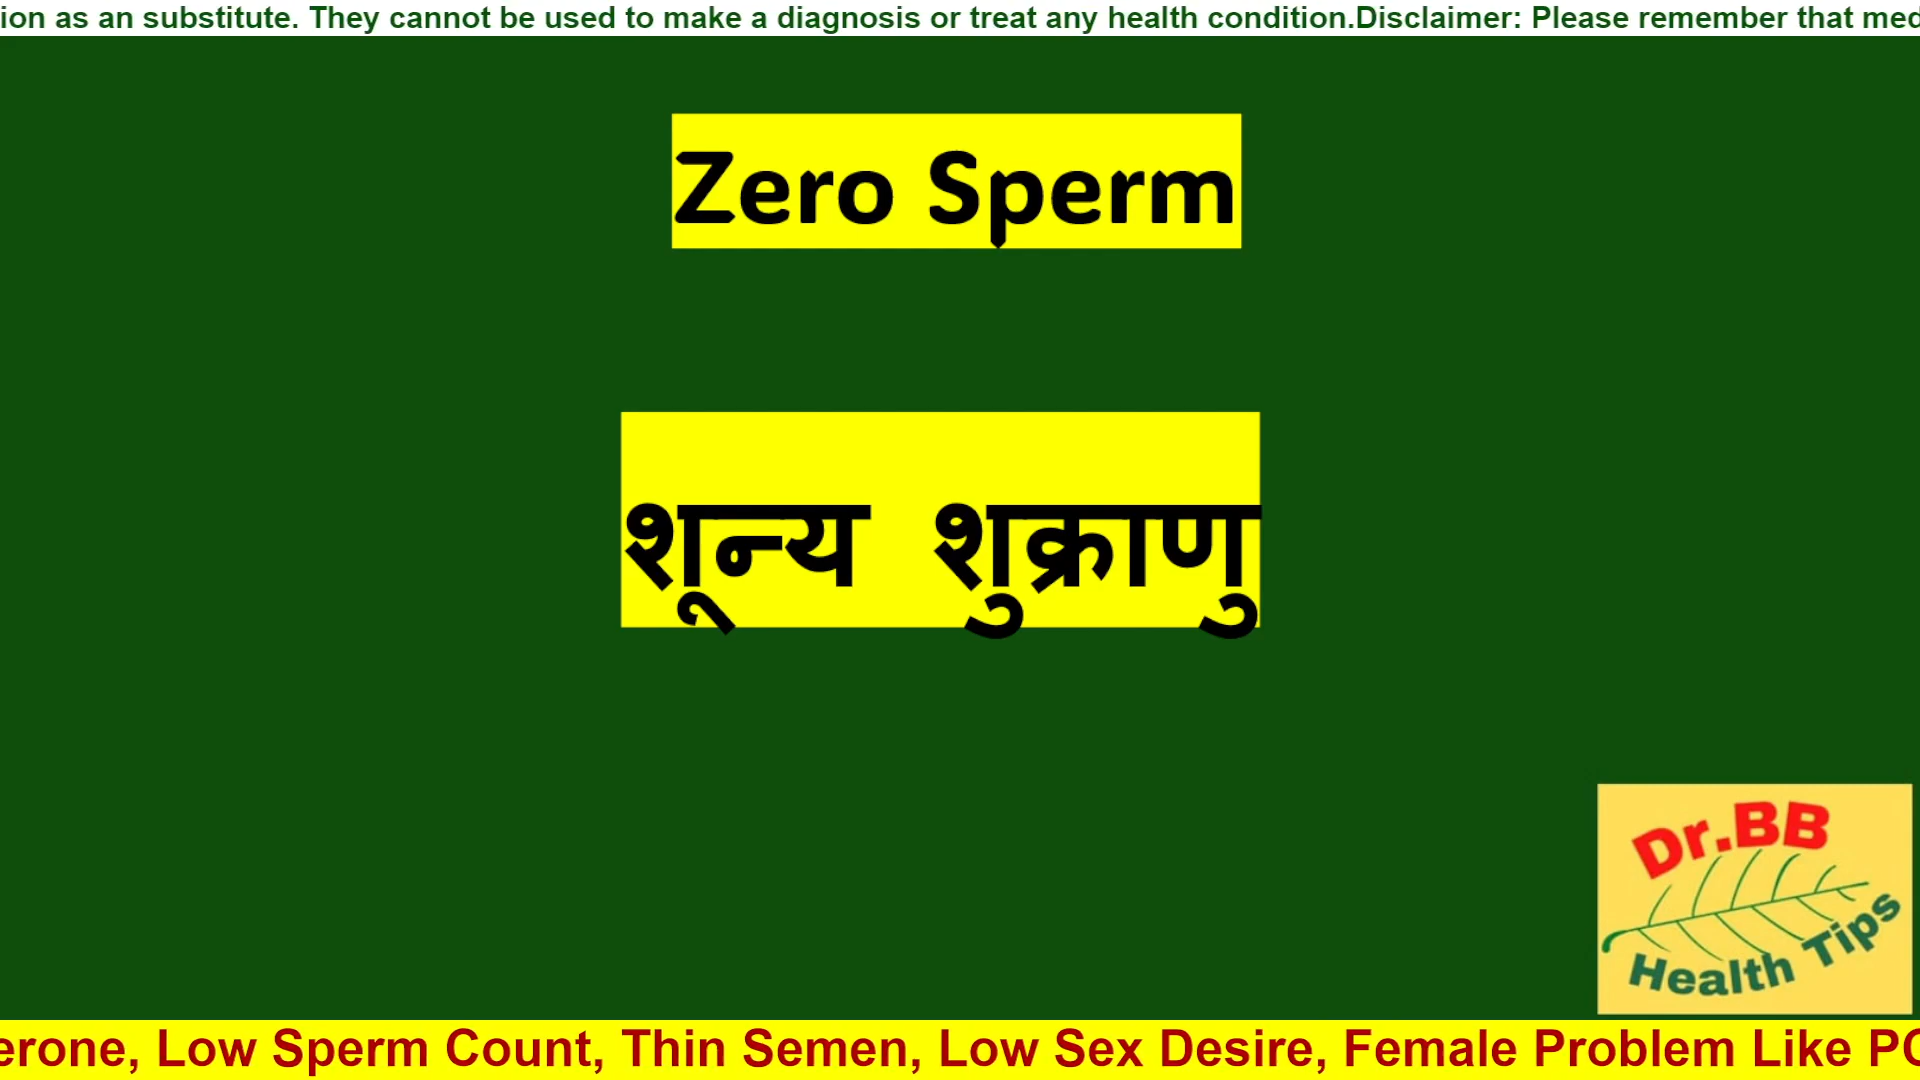 ion as an substitute. They cannot be used to make a diagnosis or treat any health condition.Disclaimer: Please remember that med
Zero Sperm
शून्य शुक्राणु
Dr.BB
Health Tips
erone, Low Sperm Count, Thin Semen, Low Sex Desire, Female Problem Like PC